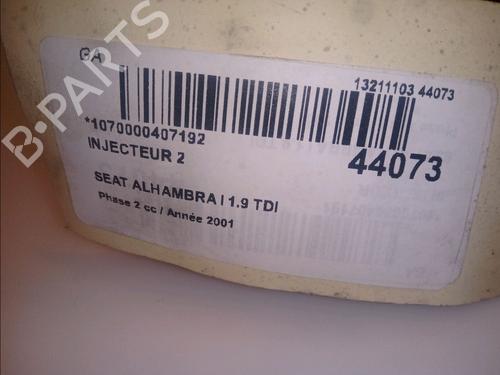 B-PARTS
GA
13211103 44073
*1070000407192
INJECTEUR 2
44073
SEAT ALHAMBRA I 1.9 TDI
Phase 2 cc / Année 2001